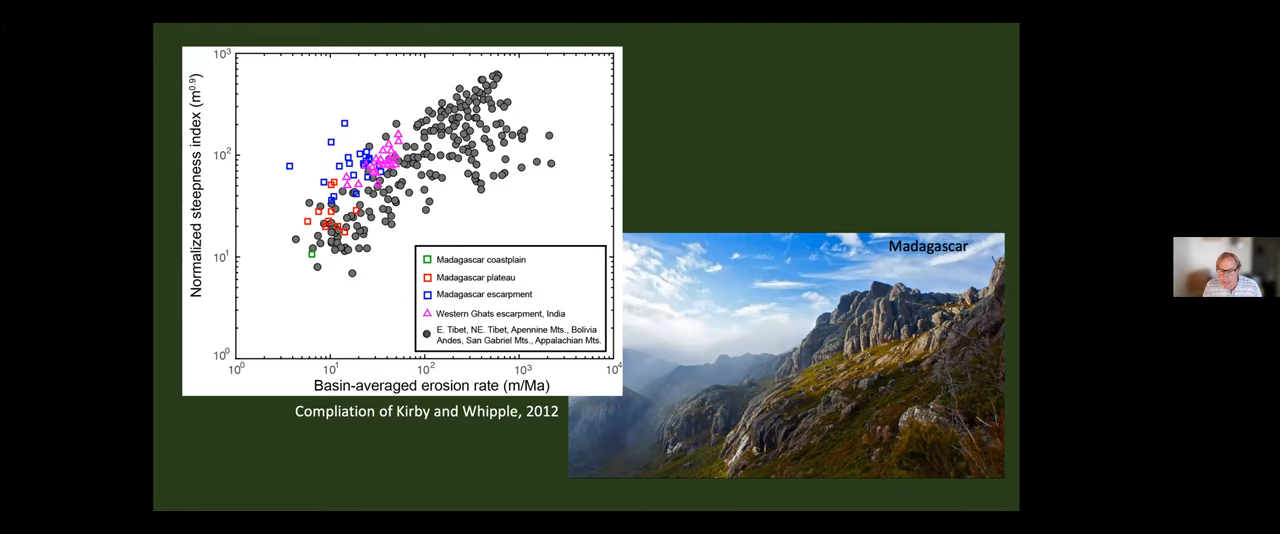 10³
10²
10¹
10⁰
10⁰
10¹
10²
10³
10⁴
Normalized steepness index (m^0.9)
Basin-averaged erosion rate (m/Ma)
Madagascar coastplain
Madagascar plateau
Madagascar escarpment
Western Ghats escarpment, India
E. Tibet, NE. Tibet, Apennine Mts., Bolivia
Andes, San Gabriel Mts., Appalachian Mts.
Compliation of Kirby and Whipple, 2012
Madagascar